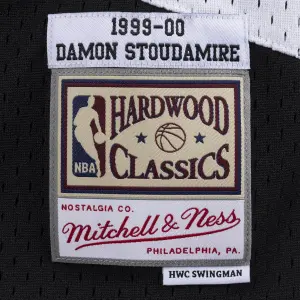 1999-00
DAMON STOUDAMIRE
HARDWOOD
NBA
CLASSICS
NOSTALGIA CO.
Mitchell & Ness
PHILADELPHIA, PA.
HWC SWINGMAN